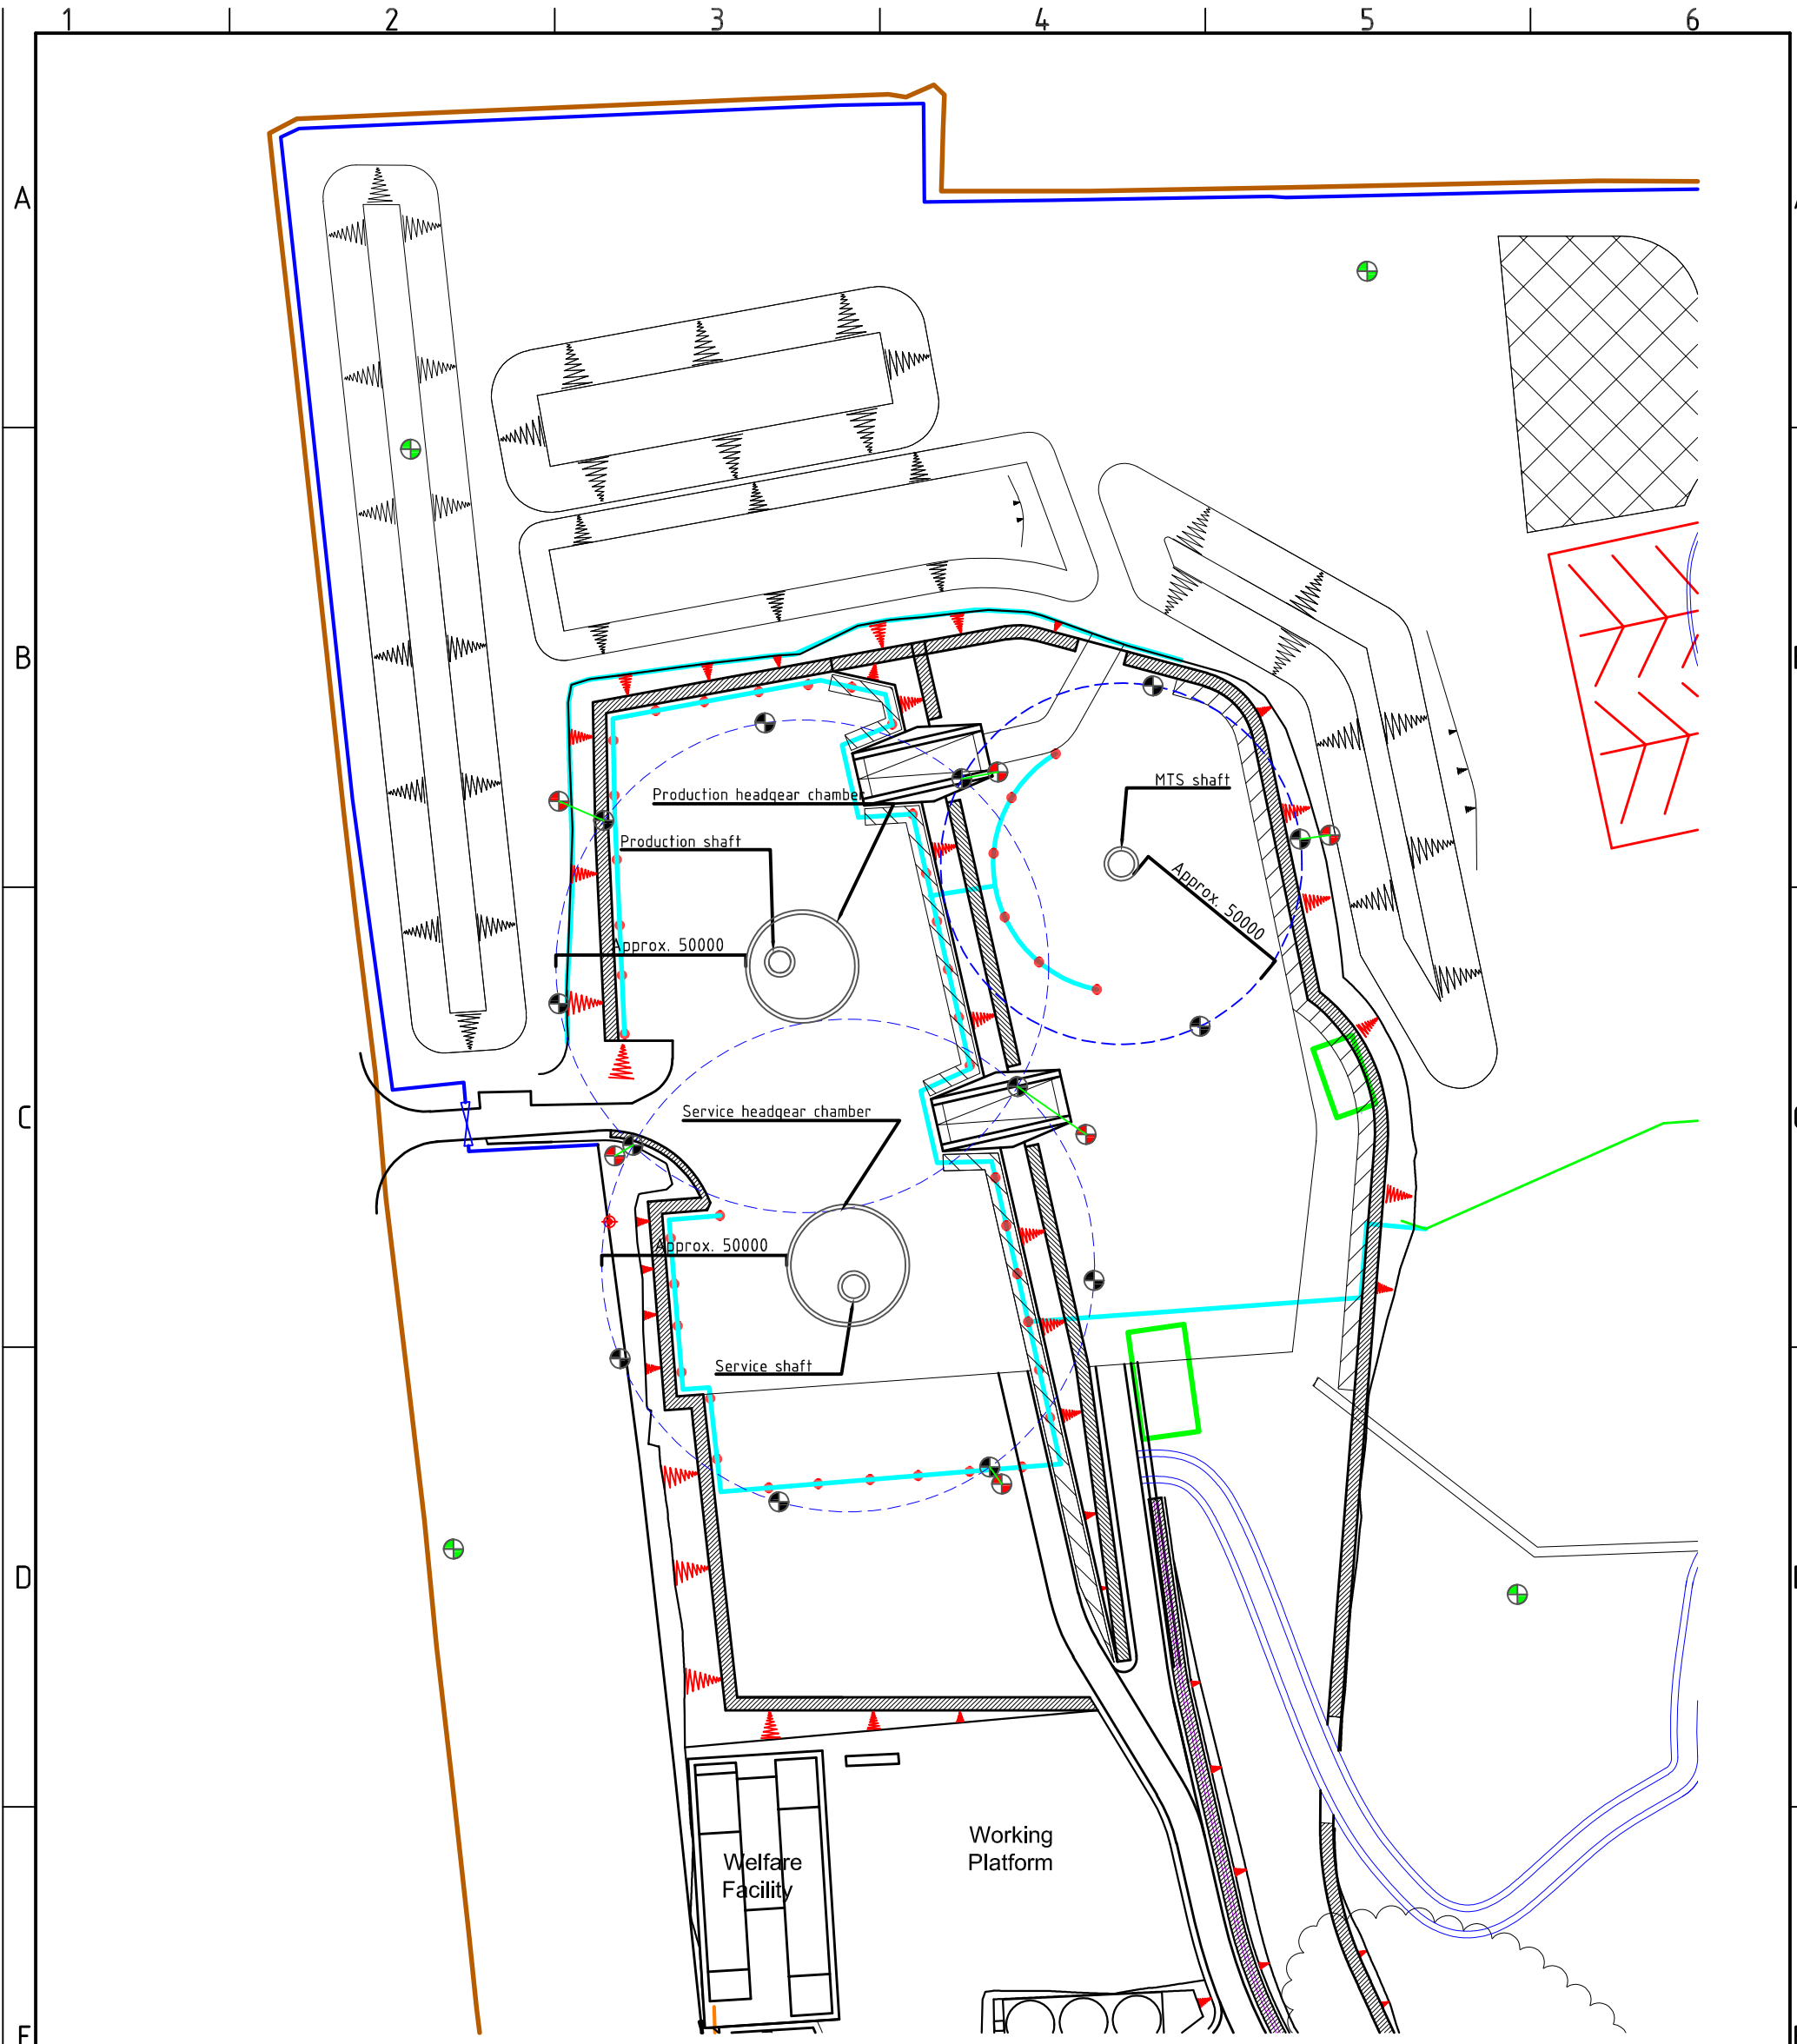 1 2 3 4 5 6
A
B
Production headgear chamber
MTS shaft
Production shaft
Approx. 50000
Approx. 50000
C
Service headgear chamber
Approx. 50000
Service shaft
D
Working
Platform
Welfare
Facility